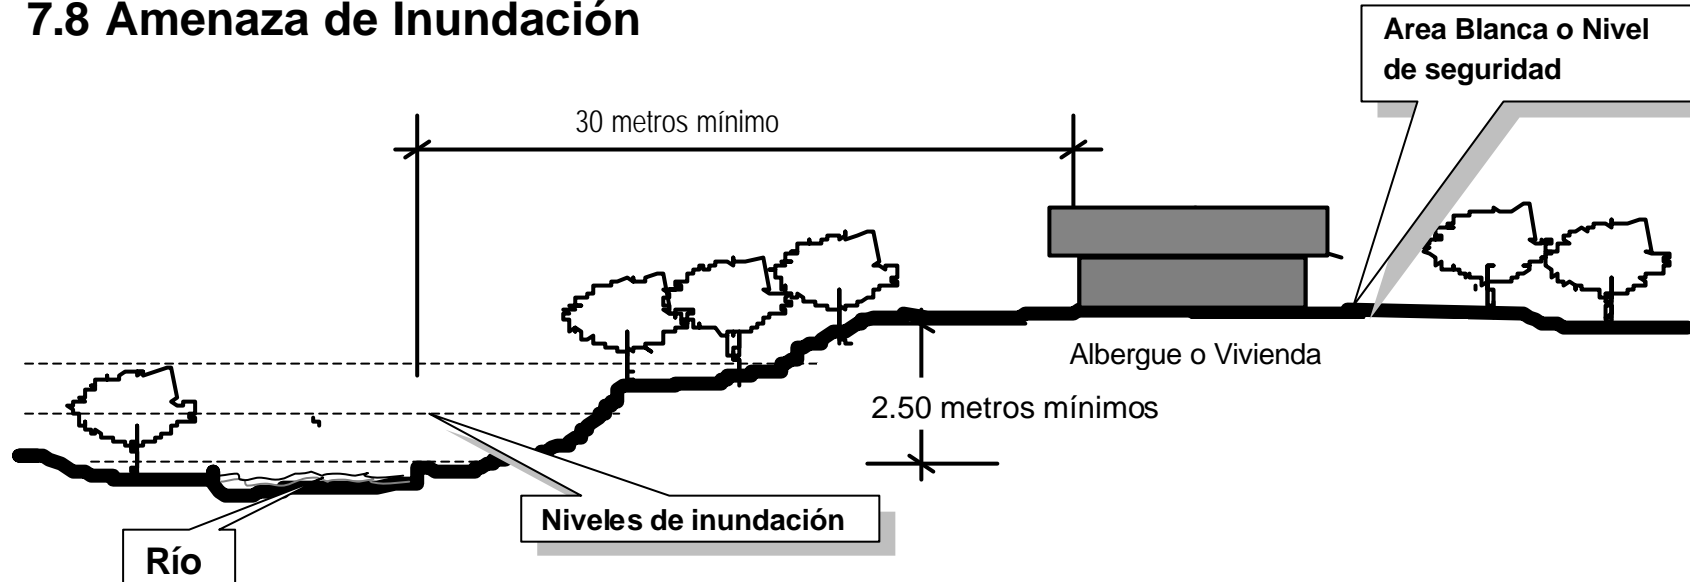 7.8 Amenaza de Inundación
Area Blanca o Nivel
de seguridad
30 metros mínimo
Albergue o Vivienda
2.50 metros mínimos
Niveles de inundación
Río